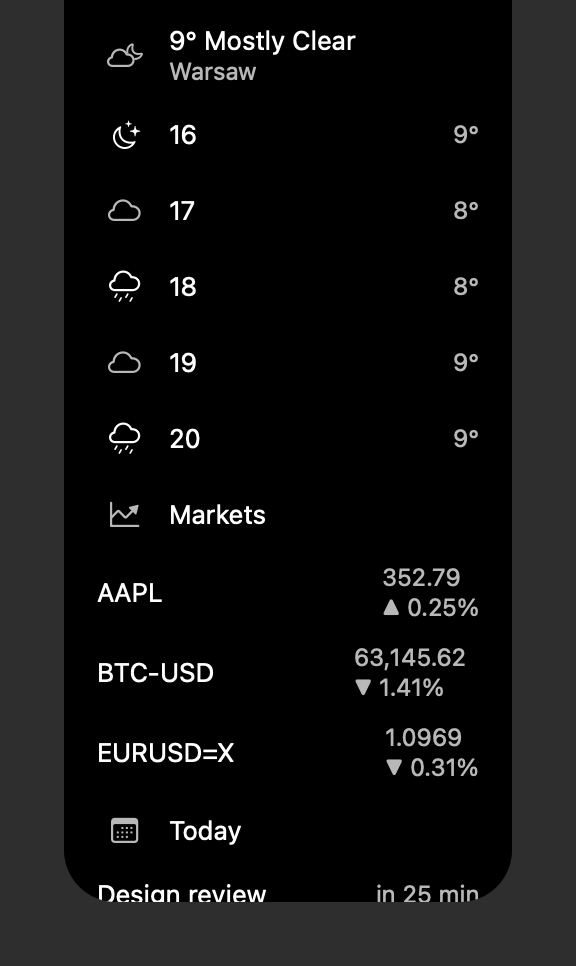 9° Mostly Clear
Warsaw
16 9°
17 8°
18 8°
19 9°
20 9°
Markets
AAPL 352.79
▲ 0.25%
BTC-USD 63,145.62
▼ 1.41%
EURUSD=X 1.0969
▼ 0.31%
Today
Design review in 25 min